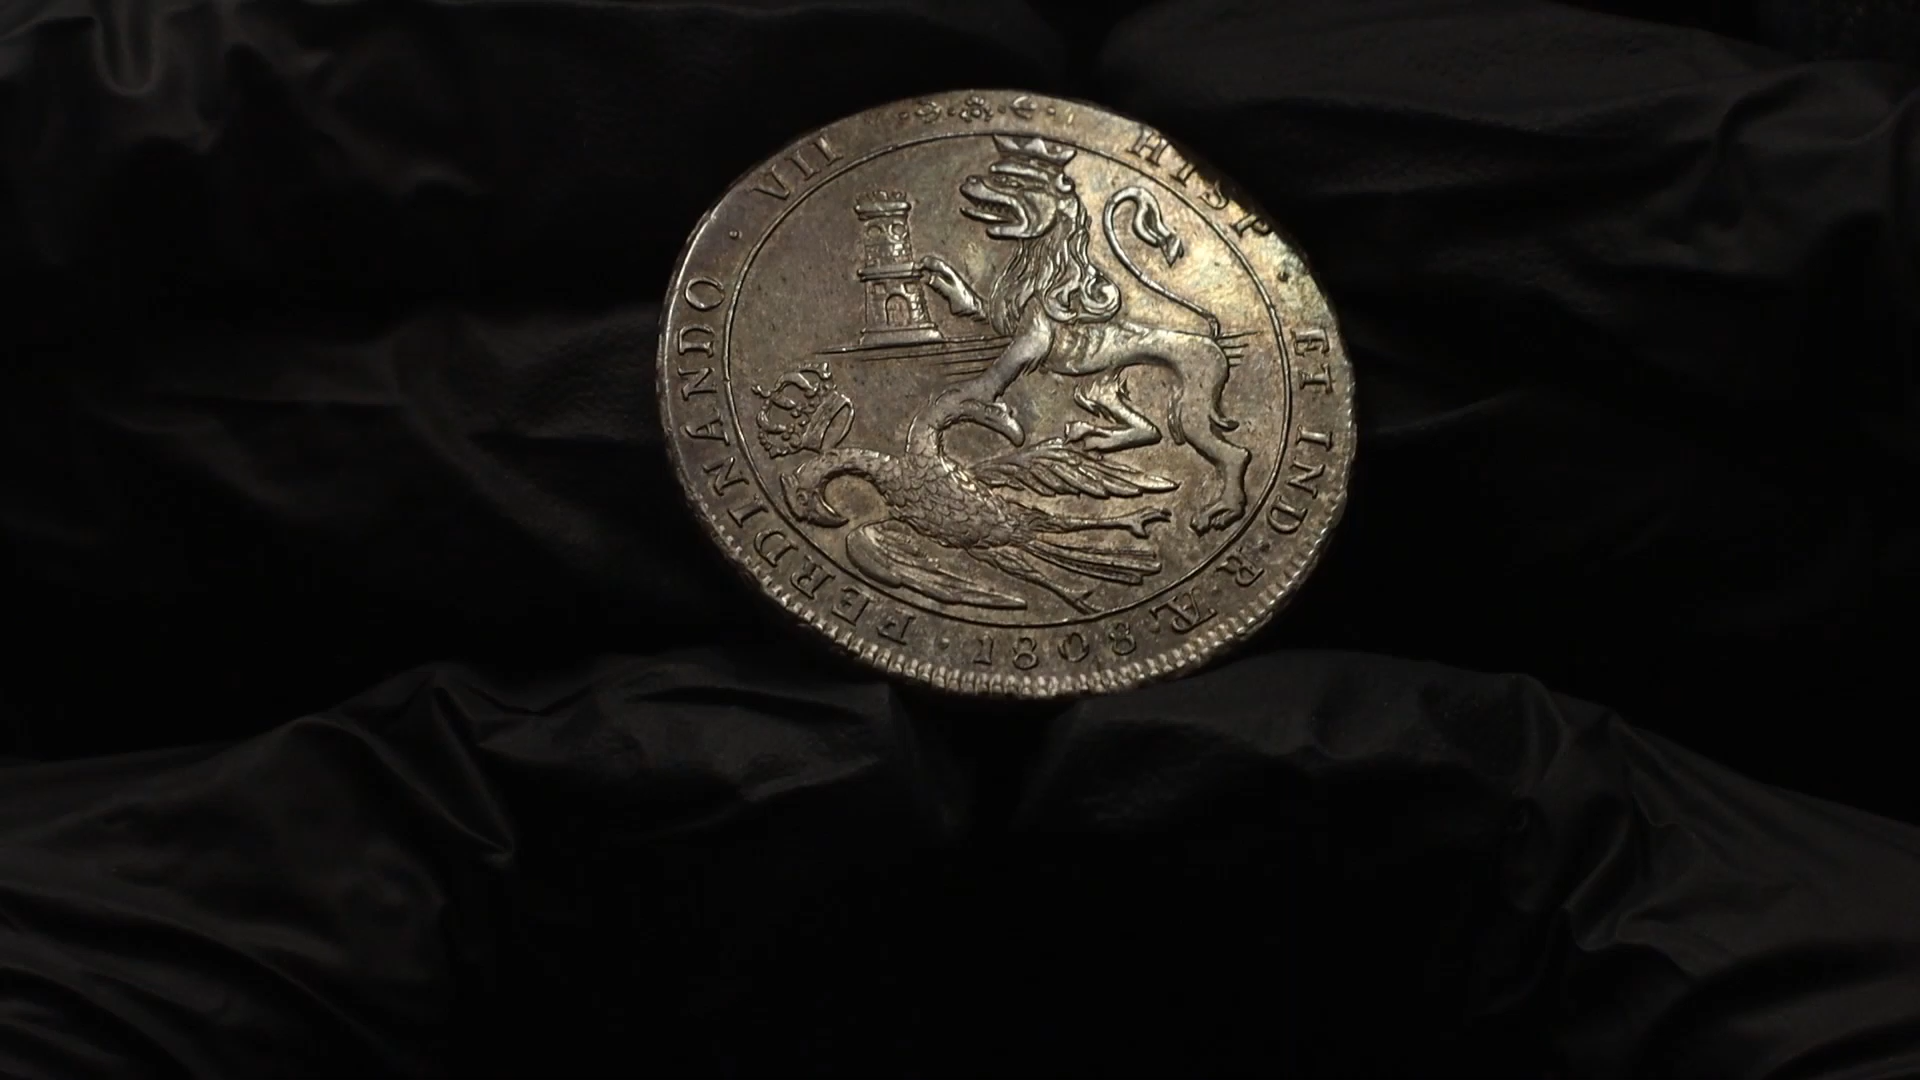 FERDINANDO · VII · HISP · ET IND · R · Æ · 1808 ·